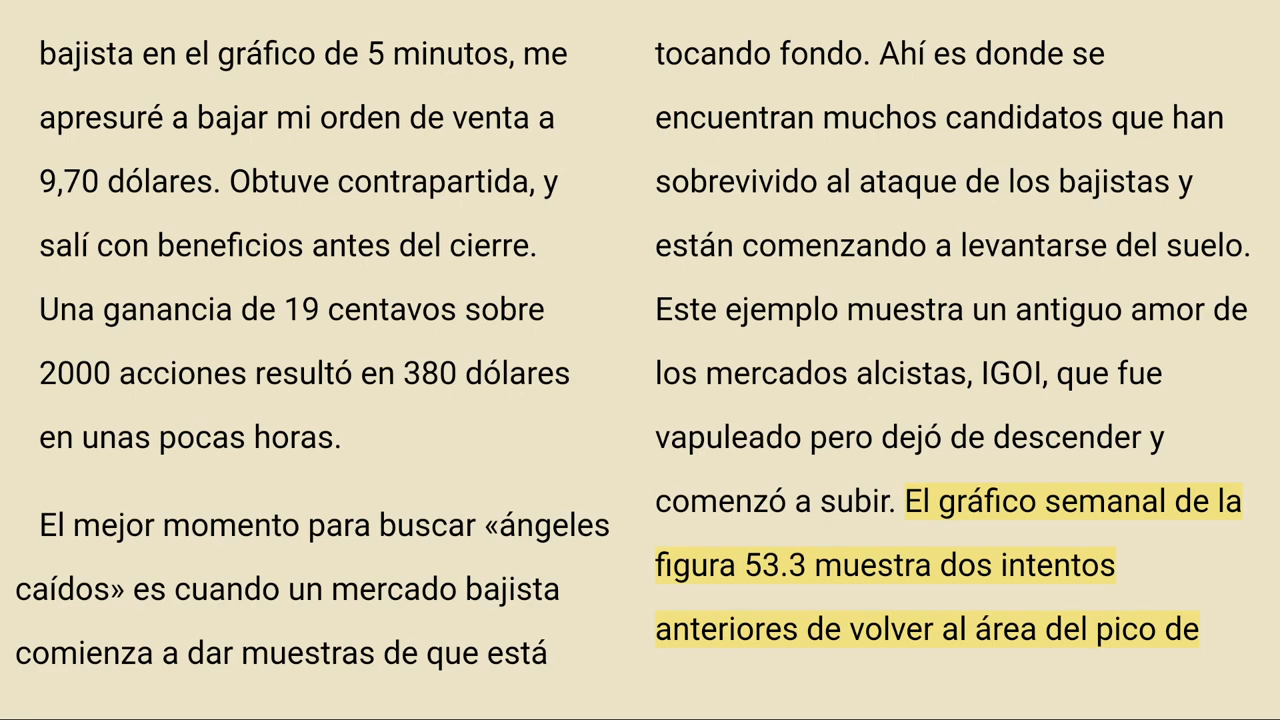 bajista en el gráfico de 5 minutos, me
apresuré a bajar mi orden de venta a
9,70 dólares. Obtuve contrapartida, y
salí con beneficios antes del cierre.
Una ganancia de 19 centavos sobre
2000 acciones resultó en 380 dólares
en unas pocas horas.
El mejor momento para buscar «ángeles
caídos» es cuando un mercado bajista
comienza a dar muestras de que está
tocando fondo. Ahí es donde se
encuentran muchos candidatos que han
sobrevivido al ataque de los bajistas y
están comenzando a levantarse del suelo.
Este ejemplo muestra un antiguo amor de
los mercados alcistas, IGOI, que fue
vapuleado pero dejó de descender y
comenzó a subir. El gráfico semanal de la
figura 53.3 muestra dos intentos
anteriores de volver al área del pico de